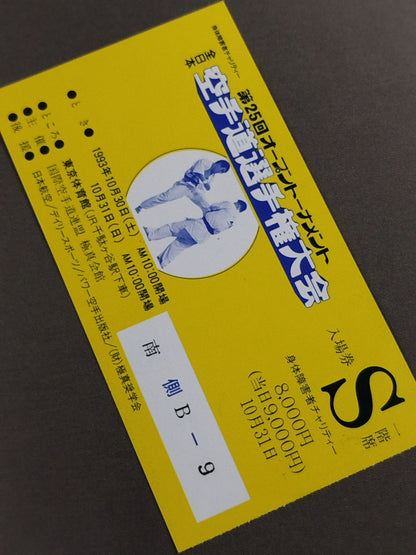 身体障害者チャリティー
第25回オープントーナメント
全日本
空手道選手権大会
●と き● 1993年10月30日(土) AM10:00開場
10月31日(日) AM10:00開場
●ところ● 東京体育館(JR千駄ヶ谷駅下車)
●主 催● 国際空手道連盟 極真会館
●後 援● 日本航空/デイリースポーツ/パワー空手出版社/(財)極真奨学会
南 側 B－9
入場券
S
一階席
身体障害者チャリティー
8,000円
(当日9,000円)
10月31日